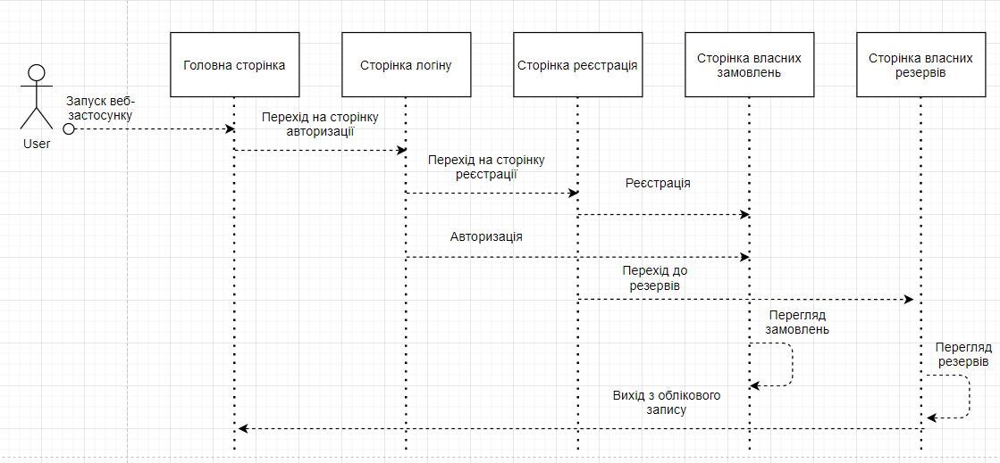 Головна сторінка
Сторінка логіну
Сторінка реєстрація
Сторінка власних
замовлень
Сторінка власних
резервів
Запуск веб-
застосунку
User
Перехід на сторінку
авторизації
Перехід на сторінку
реєстрації
Реєстрація
Авторизація
Перехід до
резервів
Перегляд
замовлень
Перегляд
резервів
Вихід з облікового
запису